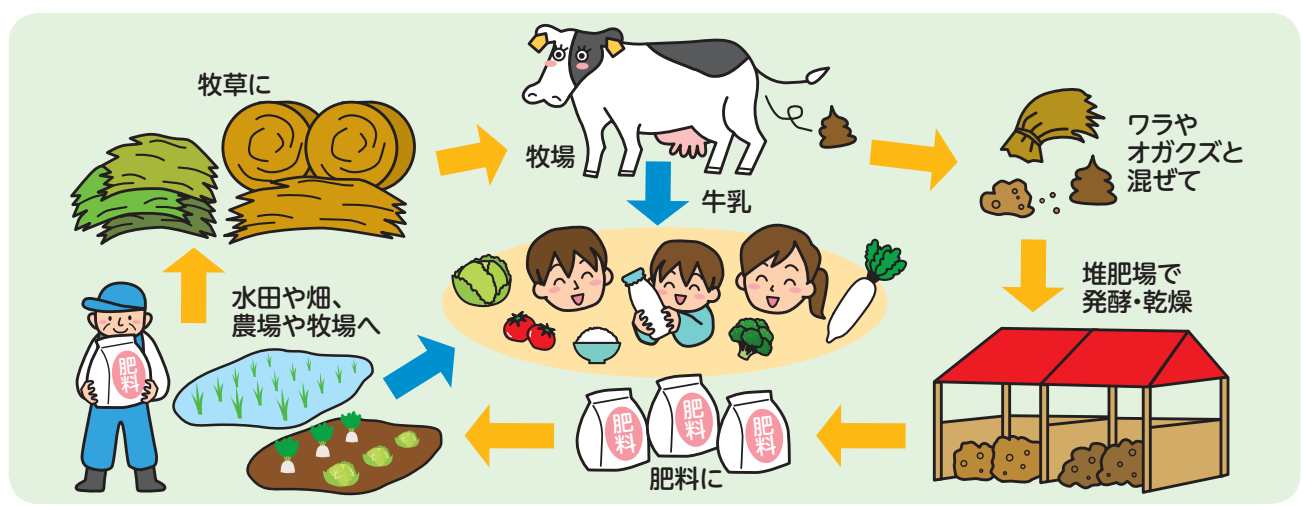 牧草に
牧場
牛乳
ワラや
オガクズと
混ぜて
堆肥場で
発酵・乾燥
肥料に
肥料
肥料
肥料
水田や畑、
農場や牧場へ
肥料